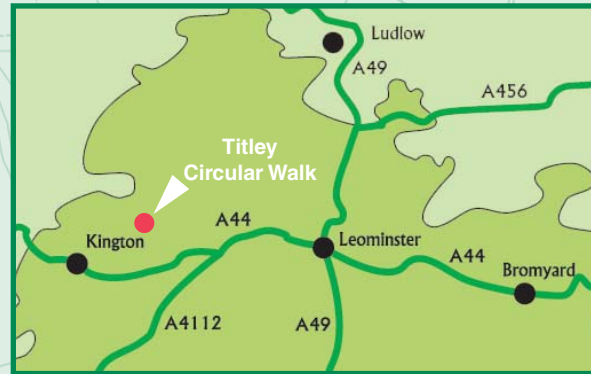 Ludlow
A49
A456
Titley
Circular Walk
A44
Kington
Leominster
A44
Bromyard
A4112
A49